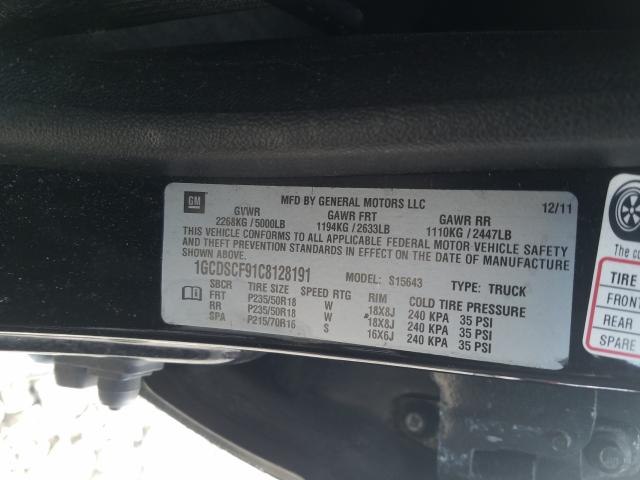 GM
MFD BY GENERAL MOTORS LLC 12/11
GVWR GAWR FRT GAWR RR
2268KG / 5000LB 1194KG / 2633LB 1110KG / 2447LB
THIS VEHICLE CONFORMS TO ALL APPLICABLE FEDERAL MOTOR VEHICLE SAFETY
AND THEFT PREVENTION STANDARDS IN EFFECT ON THE DATE OF MANUFACTURE
SHOWN ABOVE.
1GCDSCF91C8128191 MODEL: S15643 TYPE: TRUCK
SBCR TIRE SIZE SPEED RTG RIM COLD TIRE PRESSURE
FRT P235/50R18 W 18X8J 240 KPA 35 PSI
RR P235/50R18 W 18X8J 240 KPA 35 PSI
SPA P215/70R16 S 16X6J 240 KPA 35 PSI
The co
TIRE
FRON
REAR
SPARE